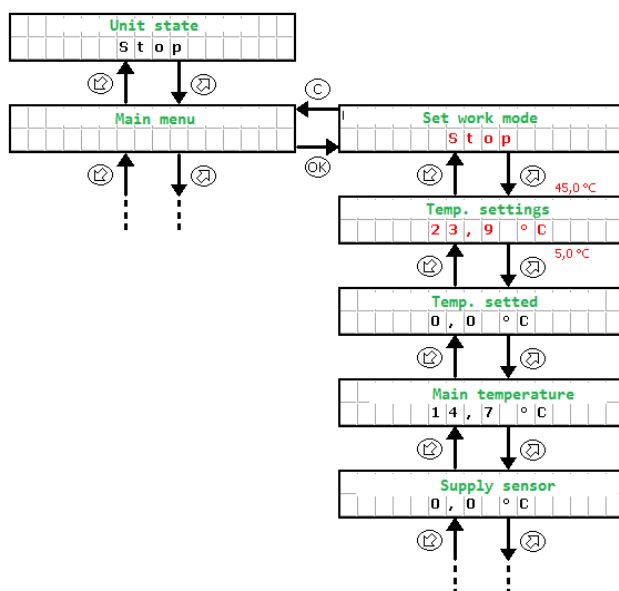 Unit state
Stop
Main menu
C
OK
Set work mode
Stop
45,0 °C
Temp. settings
23,9 °C
5,0 °C
Temp. setted
0,0 °C
Main temperature
14,7 °C
Supply sensor
0,0 °C